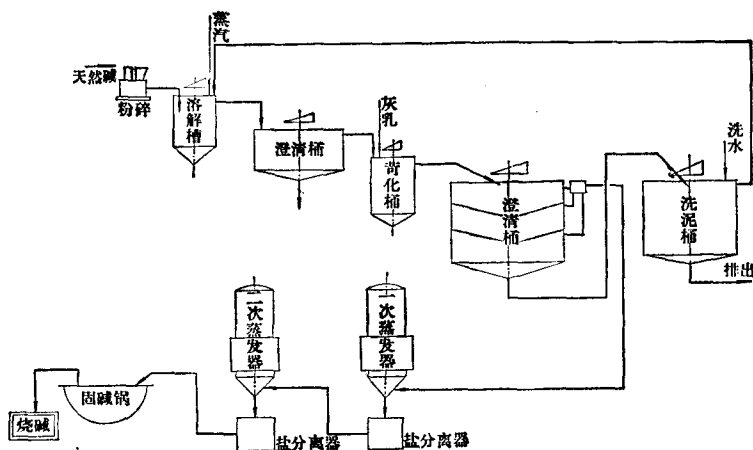 蒸汽
天然碱
粉碎
溶解槽
澄清桶
灰乳
苛化桶
澄清桶
洗水
洗泥桶
排出
二次蒸发器
一次蒸发器
固碱锅
烧碱
盐分离器
盐分离器